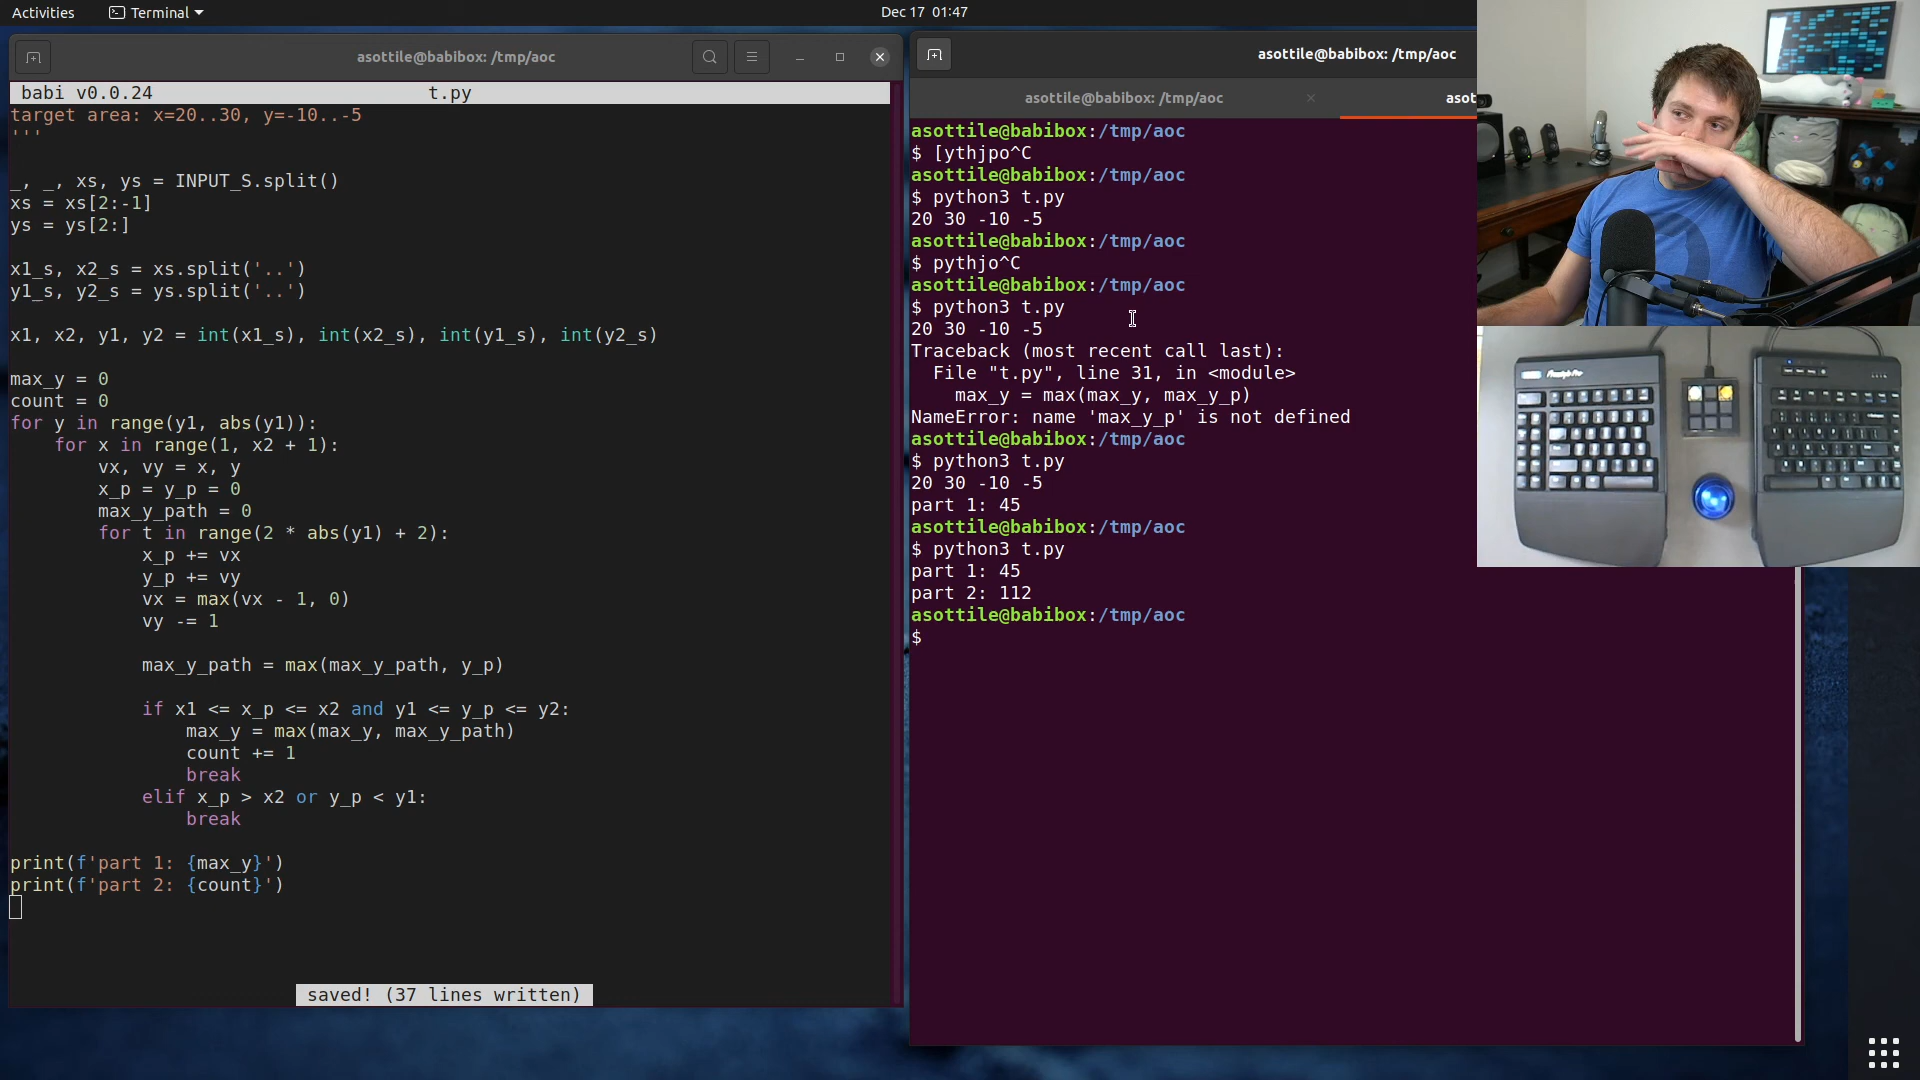 Activities
Terminal
Dec 17 01:47
asottile@babibox: /tmp/aoc
babi v0.0.24 t.py
target area: x=20..30, y=-10..-5
'''
_, _, xs, ys = INPUT_S.split()
xs = xs[2:-1]
ys = ys[2:]
x1_s, x2_s = xs.split('..')
y1_s, y2_s = ys.split('..')
x1, x2, y1, y2 = int(x1_s), int(x2_s), int(y1_s), int(y2_s)
max_y = 0
count = 0
for y in range(y1, abs(y1)):
    for x in range(1, x2 + 1):
        vx, vy = x, y
        x_p = y_p = 0
        max_y_path = 0
        for t in range(2 * abs(y1) + 2):
            x_p += vx
            y_p += vy
            vx = max(vx - 1, 0)
            vy -= 1
            max_y_path = max(max_y_path, y_p)
            if x1 <= x_p <= x2 and y1 <= y_p <= y2:
                max_y = max(max_y, max_y_path)
                count += 1
                break
            elif x_p > x2 or y_p < y1:
                break
print(f'part 1: {max_y}')
print(f'part 2: {count}')
saved! (37 lines written)
asottile@babibox: /tmp/aoc
asottile@babibox: /tmp/aoc
asot
asottile@babibox:/tmp/aoc
$ [ythjpo^C
asottile@babibox:/tmp/aoc
$ python3 t.py
20 30 -10 -5
asottile@babibox:/tmp/aoc
$ pythjo^C
asottile@babibox:/tmp/aoc
$ python3 t.py
20 30 -10 -5
Traceback (most recent call last):
  File "t.py", line 31, in <module>
    max_y = max(max_y, max_y_p)
NameError: name 'max_y_p' is not defined
asottile@babibox:/tmp/aoc
$ python3 t.py
20 30 -10 -5
part 1: 45
asottile@babibox:/tmp/aoc
$ python3 t.py
part 1: 45
part 2: 112
asottile@babibox:/tmp/aoc
$